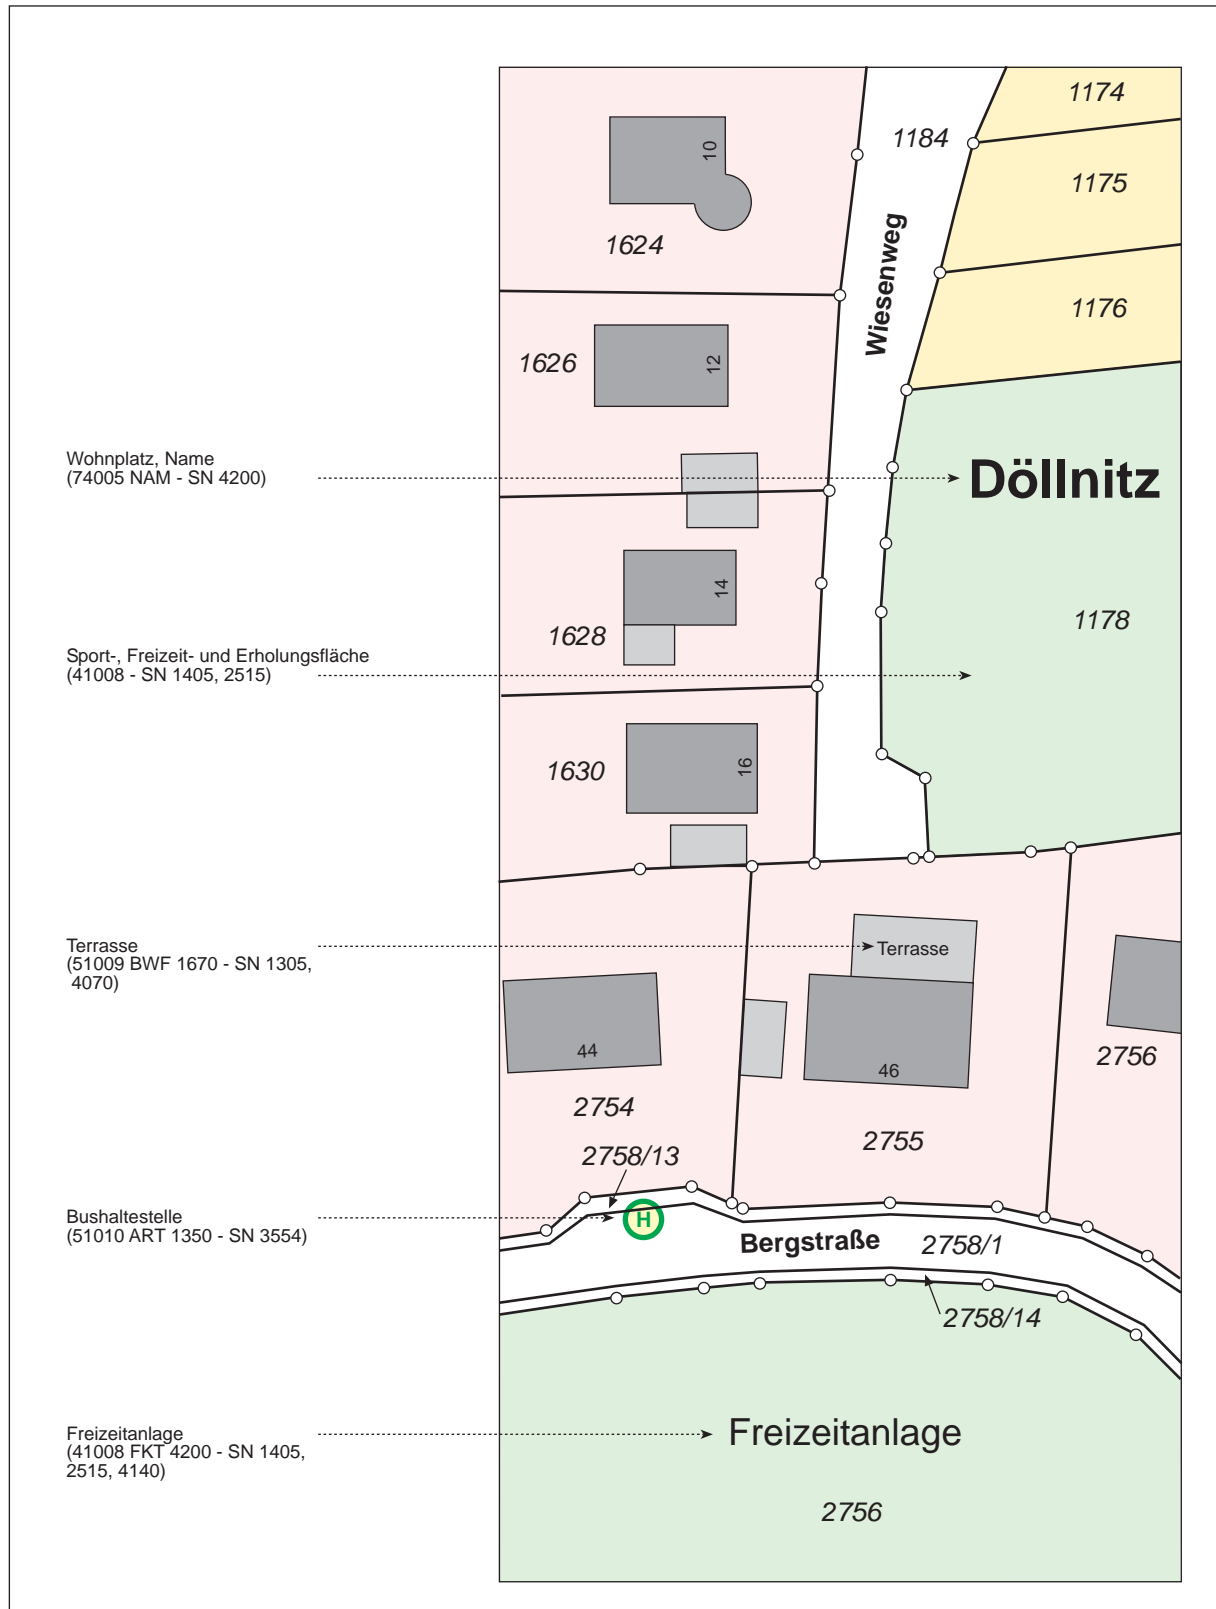 1174
1184
10
1175
1624
Wiesenweg
1176
1626
12
Wohnplatz, Name
(74005 NAM - SN 4200)
Döllnitz
14
1628
1178
Sport-, Freizeit- und Erholungsfläche
(41008 - SN 1405, 2515)
1630
16
Terrasse
(51009 BWF 1670 - SN 1305,
4070)
Terrasse
44
46
2756
2754
2755
2758/13
Bushaltestelle
(51010 ART 1350 - SN 3554)
H
Bergstraße
2758/1
2758/14
Freizeitanlage
(41008 FKT 4200 - SN 1405,
2515, 4140)
Freizeitanlage
2756